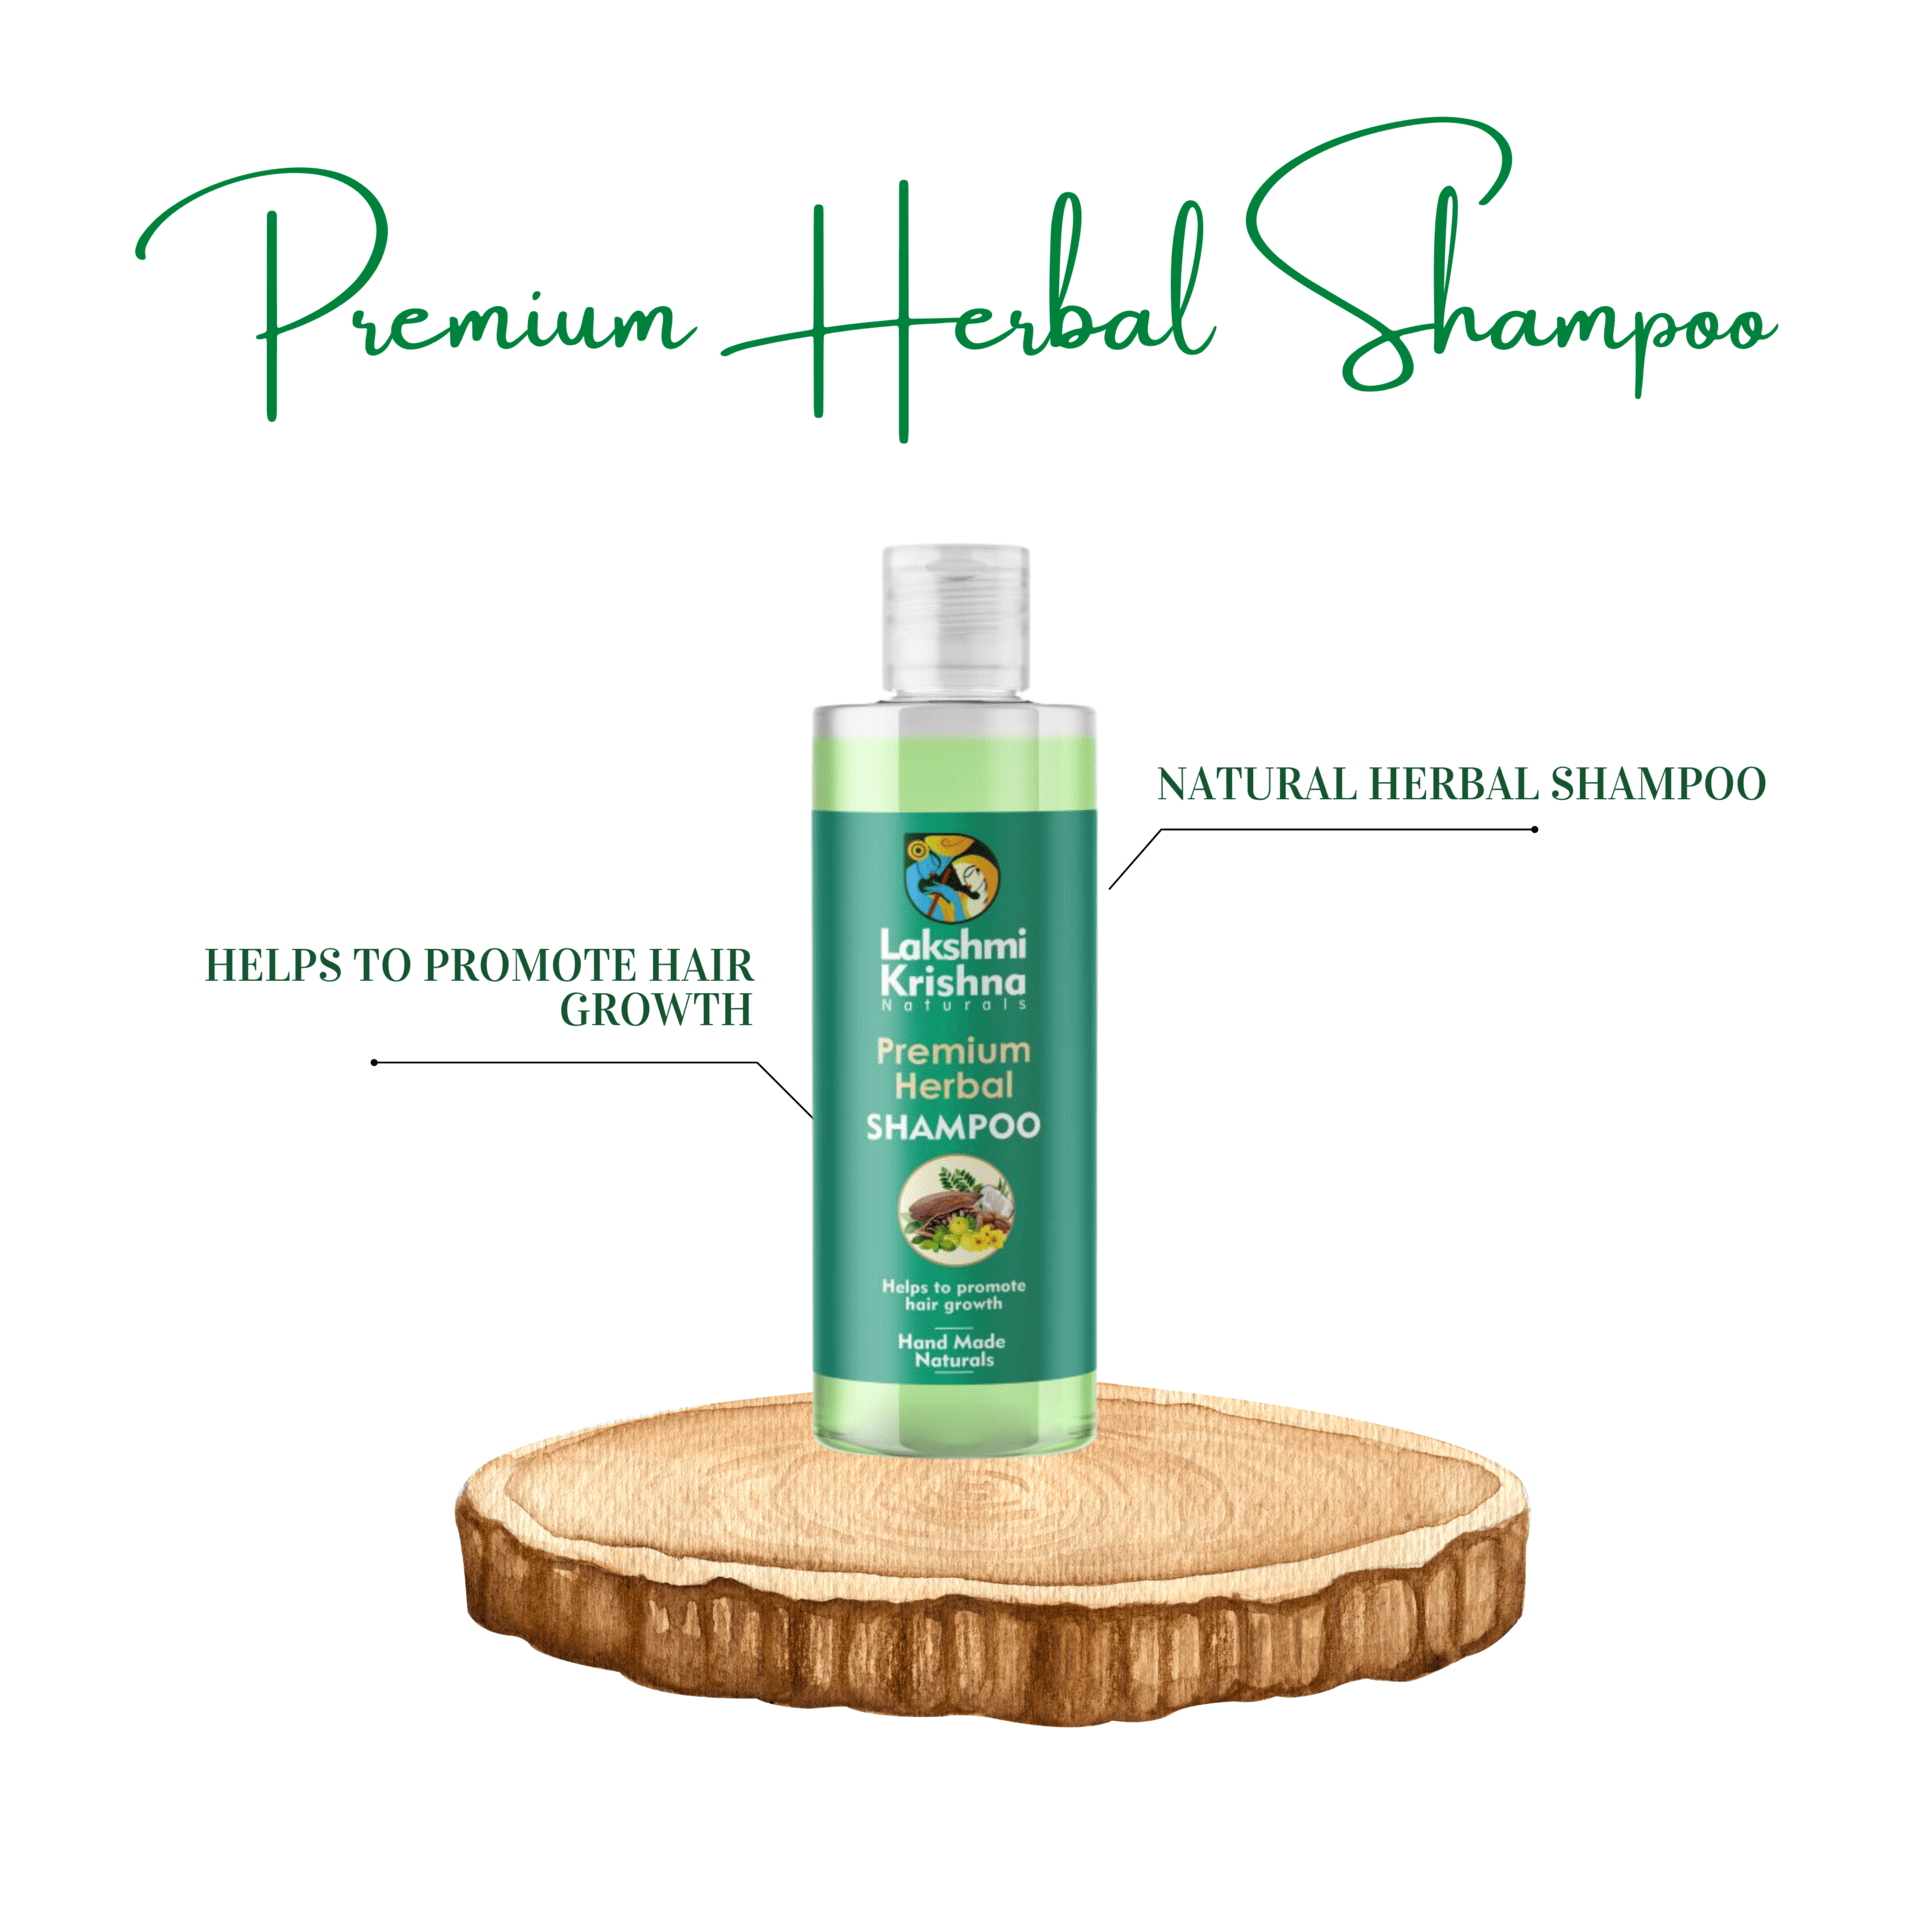 Premium Herbal Shampoo
NATURAL HERBAL SHAMPOO
HELPS TO PROMOTE HAIR
GROWTH
Lakshmi
Krishna
Naturals
Premium
Herbal
SHAMPOO
Helps to promote
hair growth
Hand Made
Naturals